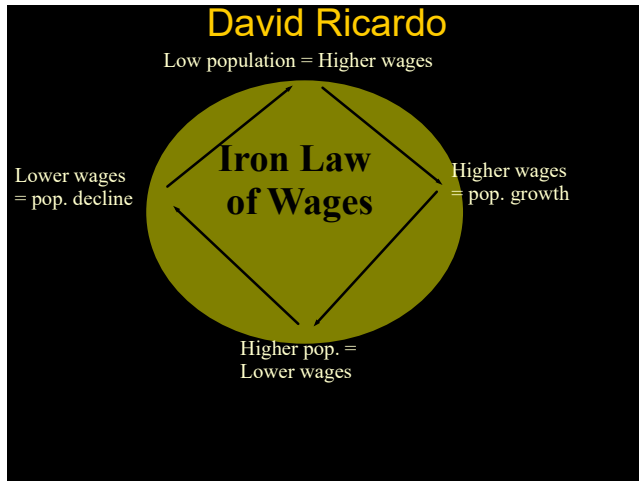 David Ricardo
Low population = Higher wages
Iron Law
of Wages
Lower wages
= pop. decline
Higher wages
= pop. growth
Higher pop. =
Lower wages